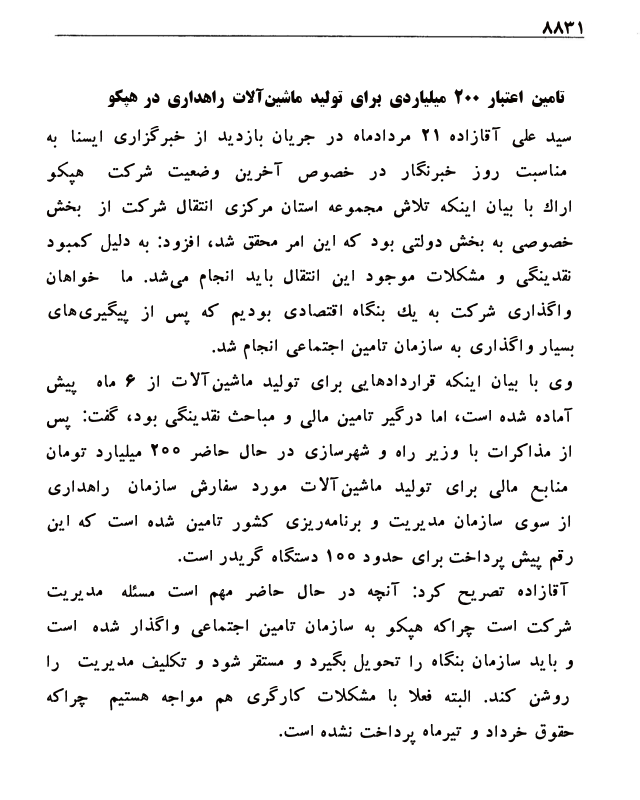 ۸۸۳۱
تامین اعتبار ۲۰۰ میلیاردی برای تولید ماشین‌آلات راهداری در هپکو
سید علی آقازاده ۲۱ مردادماه در جریان بازدید از خبرگزاری ایسنا به
مناسبت روز خبرنگار در خصوص آخرین وضعیت شرکت هپکو
اراك با بیان اینکه تلاش مجموعه استان مرکزی انتقال شرکت از بخش
خصوصی به بخش دولتی بود که این امر محقق شد، افزود: به دلیل کمبود
نقدینگی و مشکلات موجود این انتقال باید انجام می‌شد. ما خواهان
واگذاری شرکت به يك بنگاه اقتصادی بودیم که پس از پیگیری‌های
بسیار واگذاری به سازمان تامین اجتماعی انجام شد.
وی با بیان اینکه قراردادهایی برای تولید ماشین‌آلات از ۶ ماه پیش
آماده شده است، اما درگیر تامین مالی و مباحث نقدینگی بود، گفت: پس
از مذاکرات با وزیر راه و شهرسازی در حال حاضر ۲۰۰ میلیارد تومان
منابع مالی برای تولید ماشین‌آلات مورد سفارش سازمان راهداری
از سوی سازمان مدیریت و برنامه‌ریزی کشور تامین شده است که این
رقم پیش پرداخت برای حدود ۱۰۰ دستگاه گریدر است.
آقازاده تصریح کرد: آنچه در حال حاضر مهم است مسئله مدیریت
شرکت است چراکه هپکو به سازمان تامین اجتماعی واگذار شده است
و باید سازمان بنگاه را تحویل بگیرد و مستقر شود و تکلیف مدیریت را
روشن کند. البته فعلا با مشکلات کارگری هم مواجه هستیم چراکه
حقوق خرداد و تیرماه پرداخت نشده است.